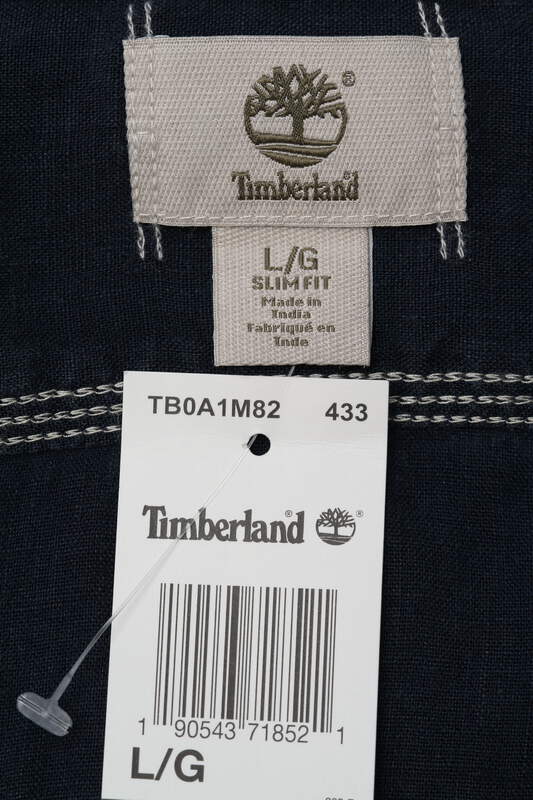 ®
Timberland
L/G
SLIM FIT
Made in
India
Fabriqué en
Inde
TB0A1M82 433
Timberland® ®
1 90543 71852 1
L/G